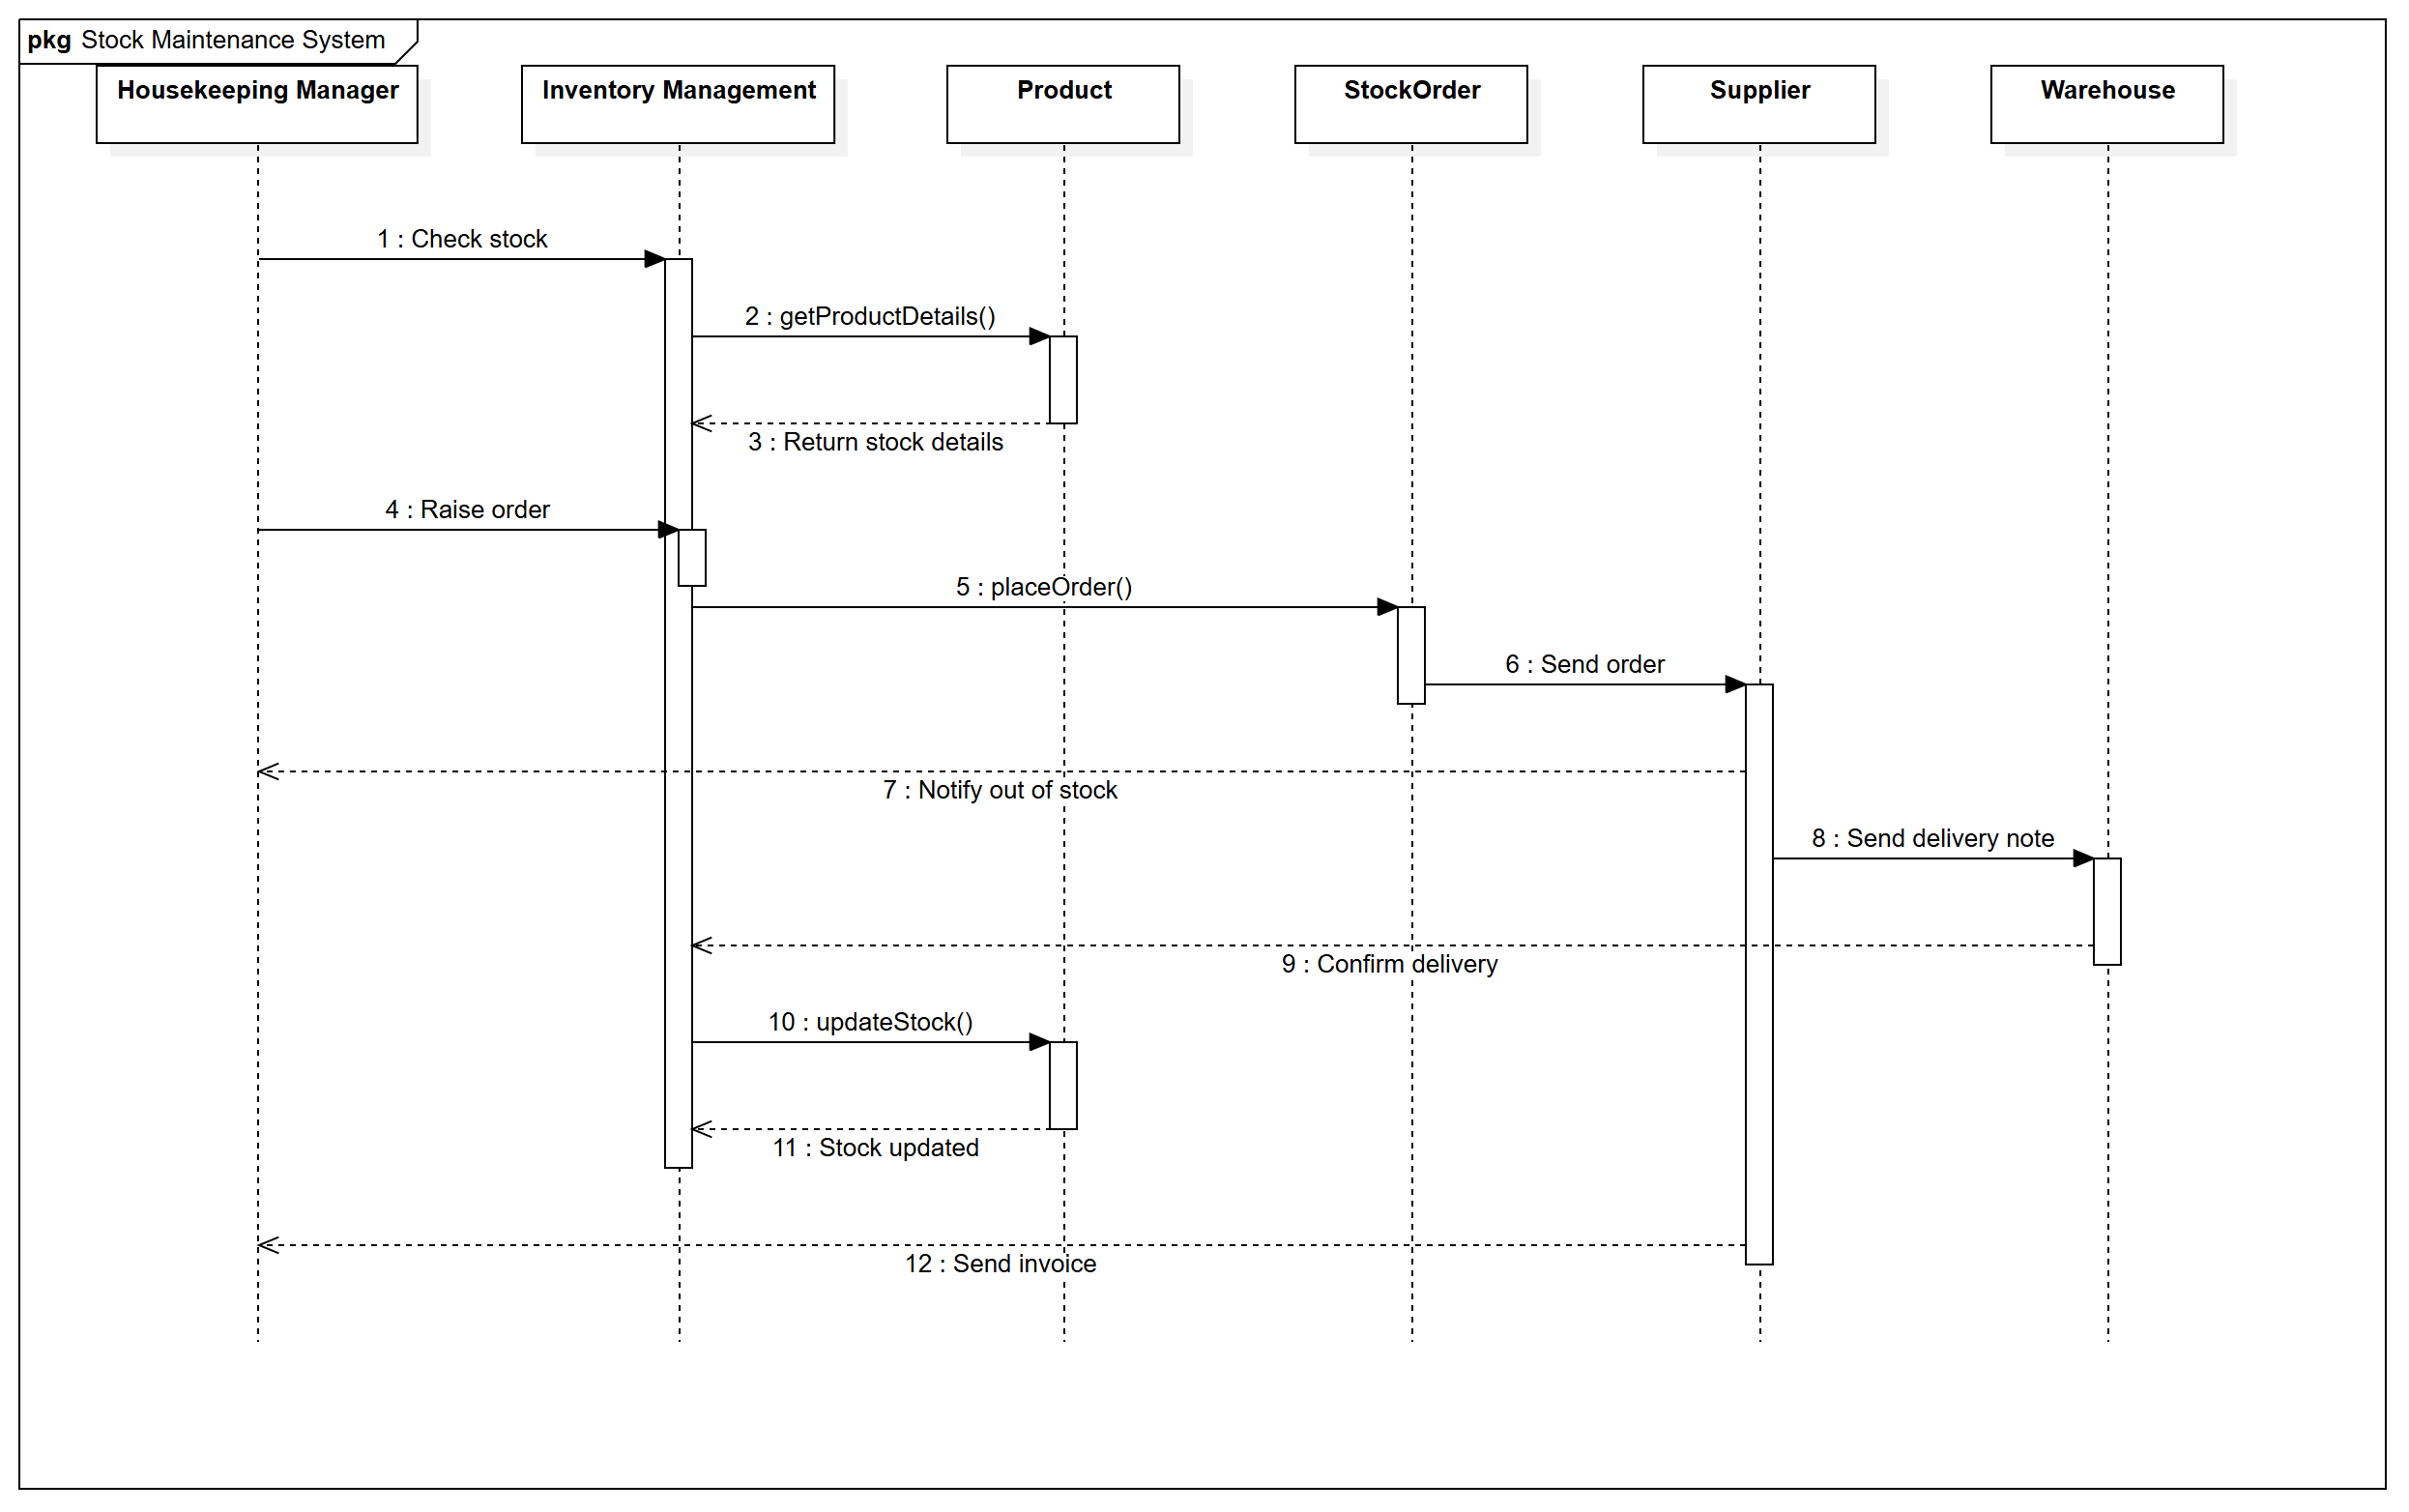 pkg Stock Maintenance System
Housekeeping Manager
Inventory Management
Product
StockOrder
Supplier
Warehouse
1 : Check stock
2 : getProductDetails()
3 : Return stock details
4 : Raise order
5 : placeOrder()
6 : Send order
7 : Notify out of stock
8 : Send delivery note
9 : Confirm delivery
10 : updateStock()
11 : Stock updated
12 : Send invoice